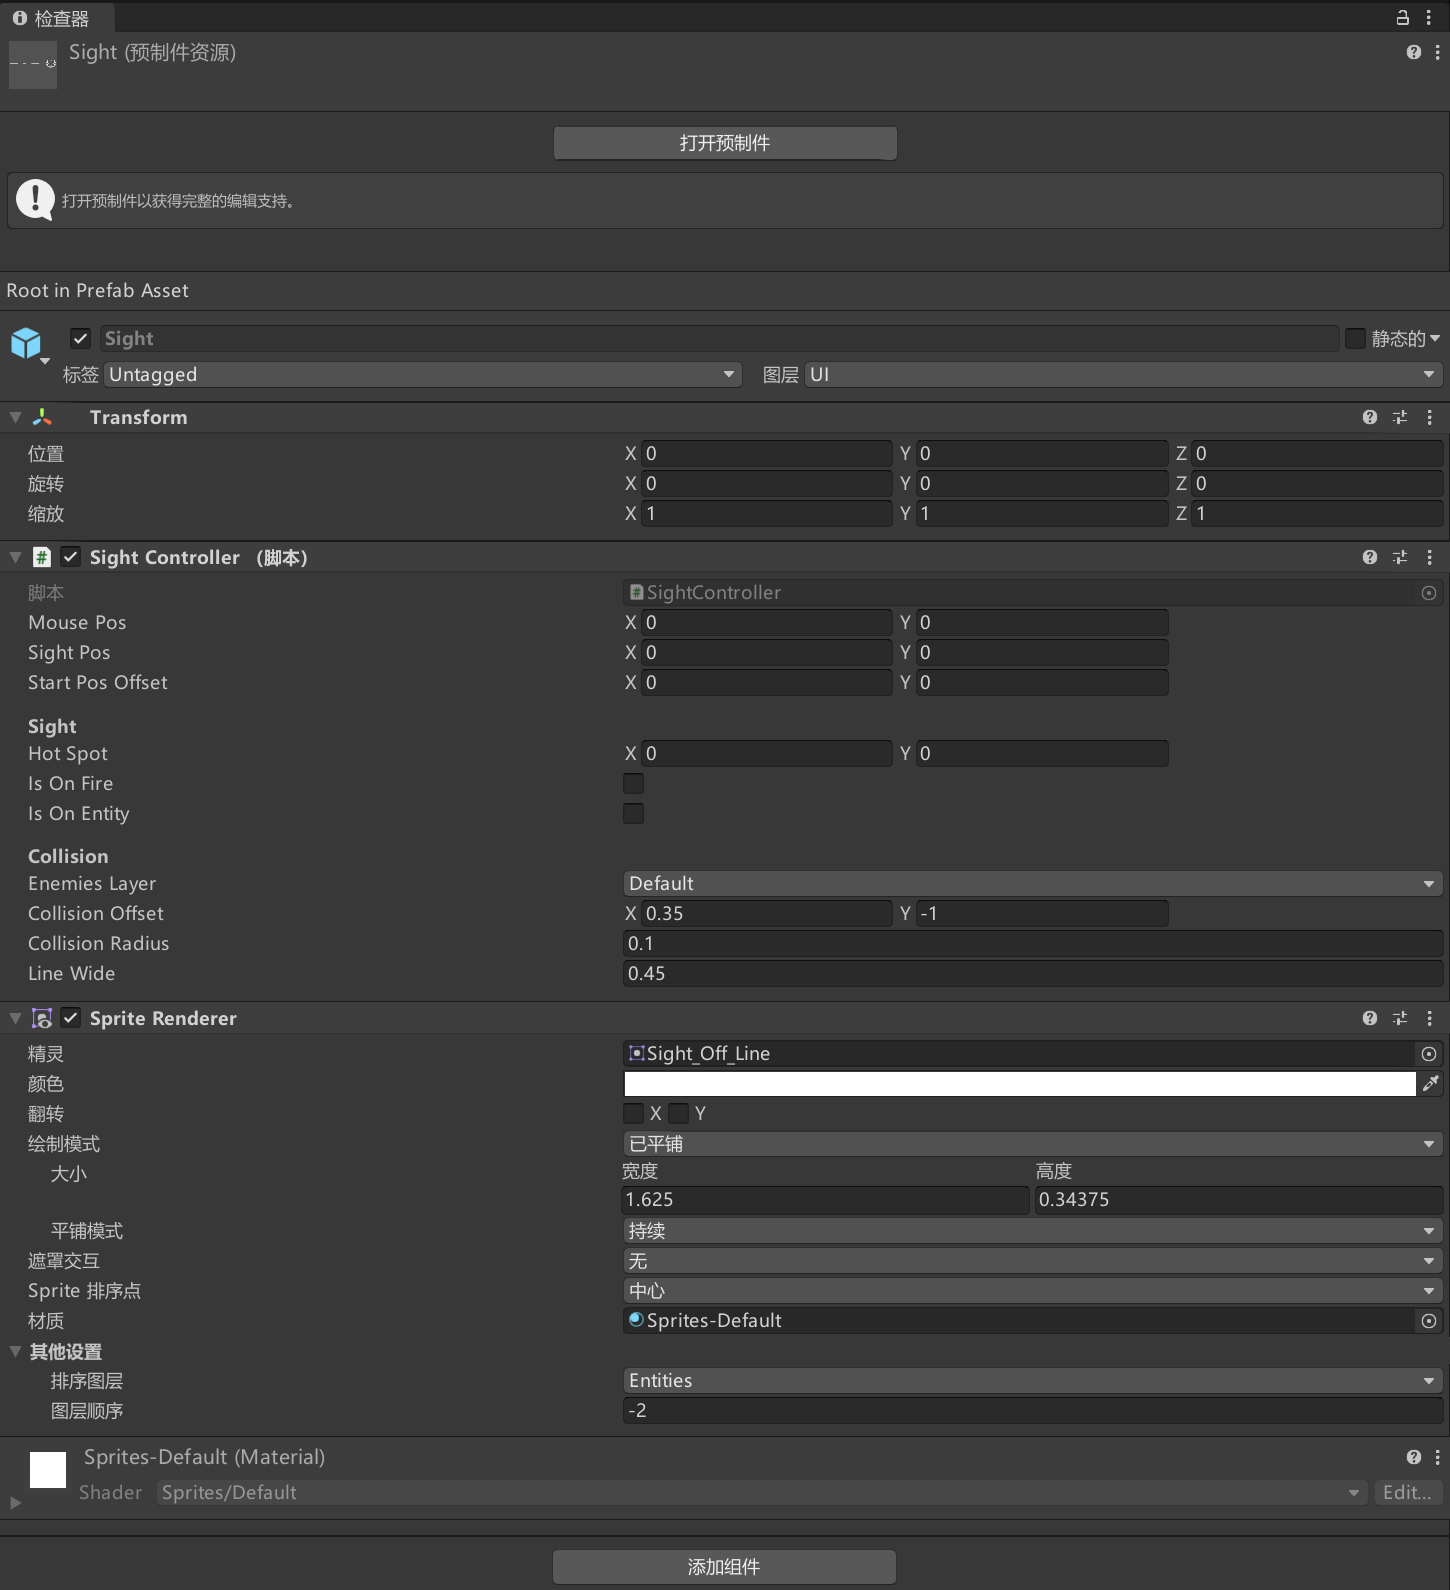 检查器
Sight (预制件资源)
打开预制件
打开预制件以获得完整的编辑支持。
Root in Prefab Asset
Sight 静态的
标签 Untagged 图层 UI
Transform
位置 X 0 Y 0 Z 0
旋转 X 0 Y 0 Z 0
缩放 X 1 Y 1 Z 1
# Sight Controller （脚本）
脚本 SightController
Mouse Pos X 0 Y 0
Sight Pos X 0 Y 0
Start Pos Offset X 0 Y 0
Sight
Hot Spot X 0 Y 0
Is On Fire
Is On Entity
Collision
Enemies Layer Default
Collision Offset X 0.35 Y -1
Collision Radius 0.1
Line Wide 0.45
Sprite Renderer
精灵 Sight_Off_Line
颜色
翻转 X Y
绘制模式 已平铺
大小 宽度 高度
1.625 0.34375
平铺模式 持续
遮罩交互 无
Sprite 排序点 中心
材质 Sprites-Default
其他设置
排序图层 Entities
图层顺序 -2
Sprites-Default (Material)
Shader Sprites/Default Edit...
添加组件